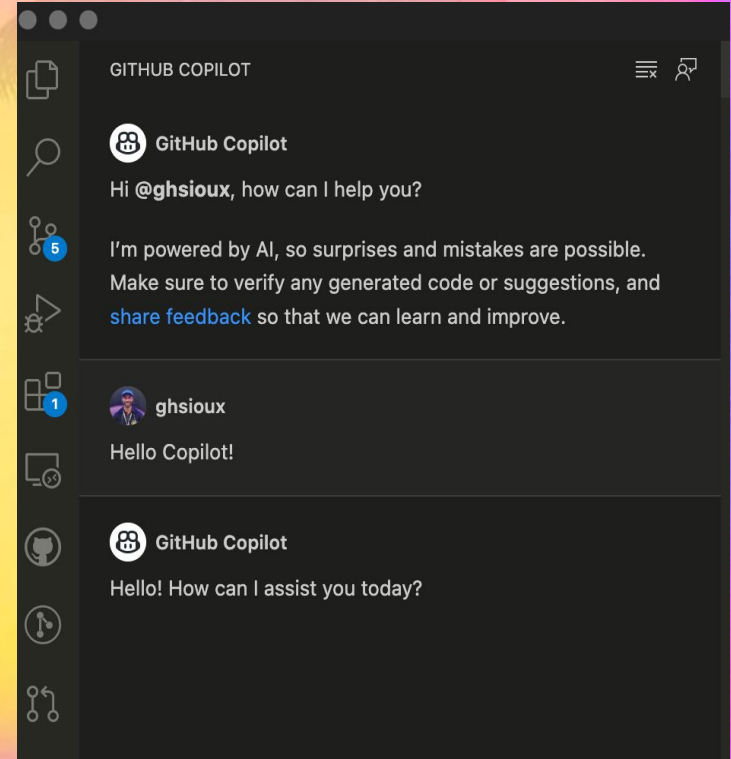 GITHUB COPILOT
GitHub Copilot
Hi @ghsioux, how can I help you?
I'm powered by AI, so surprises and mistakes are possible.
Make sure to verify any generated code or suggestions, and
share feedback so that we can learn and improve.
5
1
ghsioux
Hello Copilot!
GitHub Copilot
Hello! How can I assist you today?